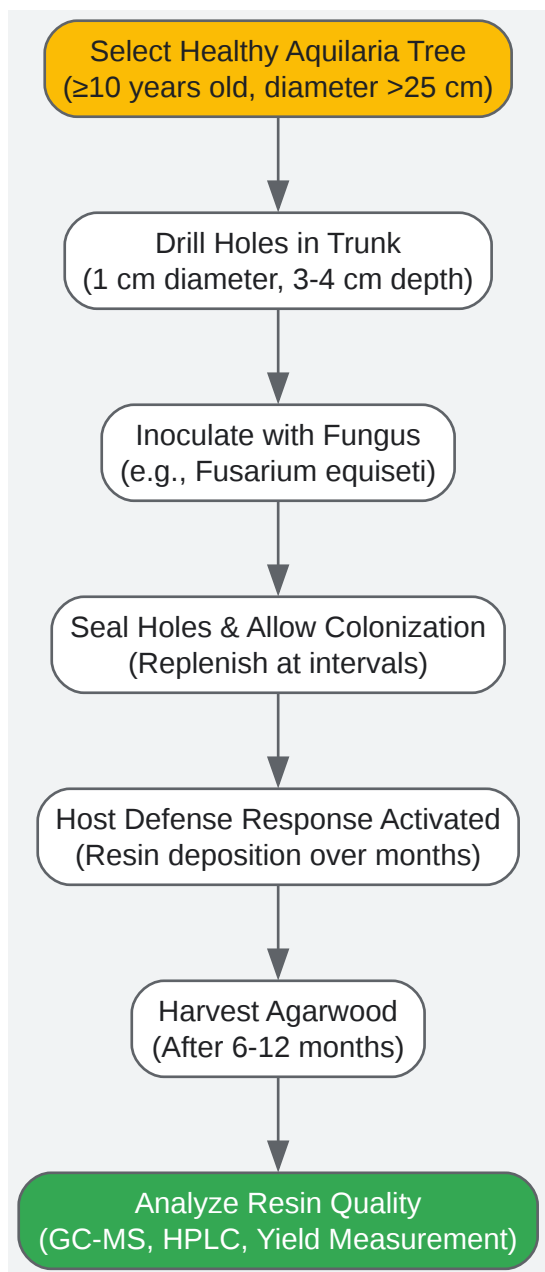 Select Healthy Aquilaria Tree
(≥10 years old, diameter >25 cm)
Drill Holes in Trunk
(1 cm diameter, 3-4 cm depth)
Inoculate with Fungus
(e.g., Fusarium equiseti)
Seal Holes & Allow Colonization
(Replenish at intervals)
Host Defense Response Activated
(Resin deposition over months)
Harvest Agarwood
(After 6-12 months)
Analyze Resin Quality
(GC-MS, HPLC, Yield Measurement)